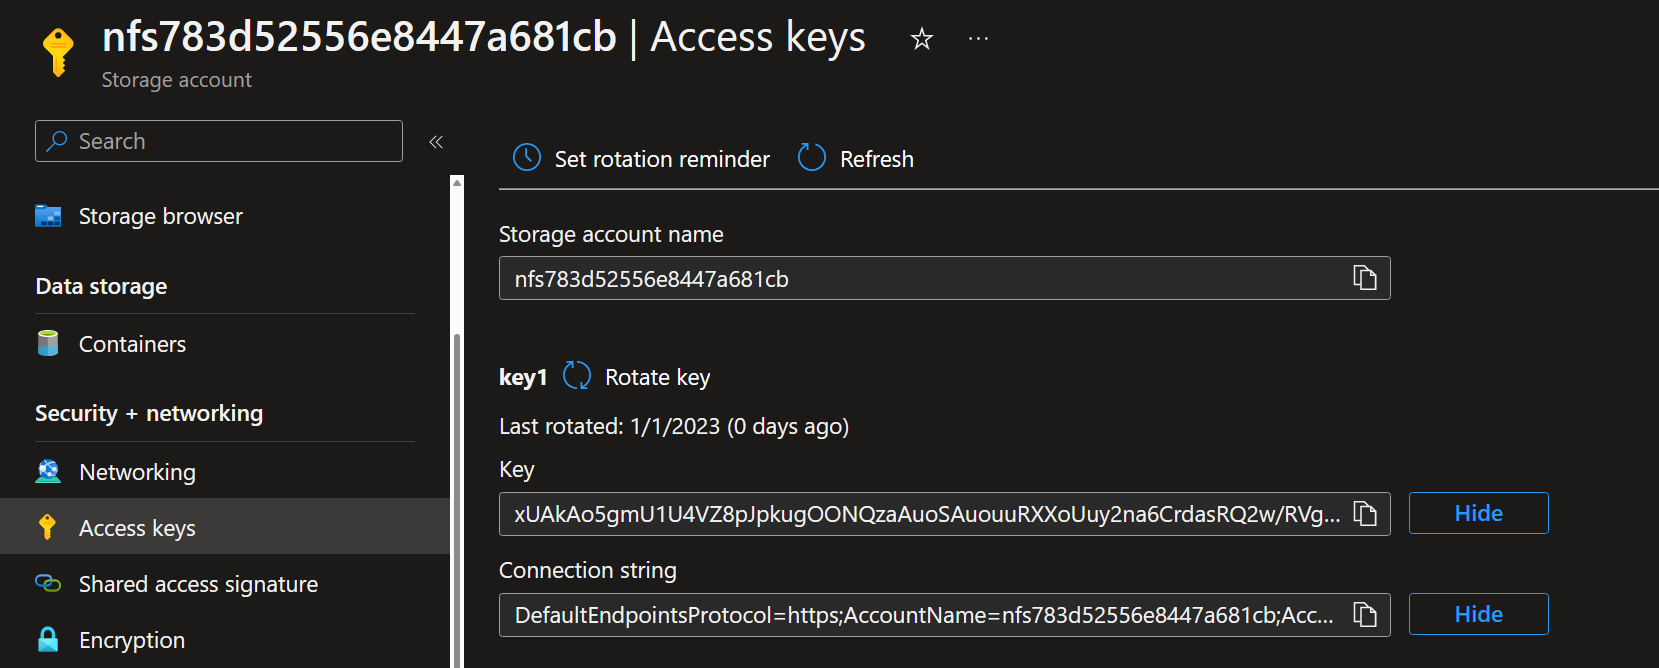 nfs783d52556e8447a681cb | Access keys
Storage account
Search
Storage browser
Data storage
Containers
Security + networking
Networking
Access keys
Shared access signature
Encryption
Set rotation reminder
Refresh
Storage account name
nfs783d52556e8447a681cb
key1 Rotate key
Last rotated: 1/1/2023 (0 days ago)
Key
xUAkAo5gmU1U4VZ8pJpkugOONQzaAuoSAuouuRXXoUuy2na6CrdasRQ2w/RVg...
Hide
Connection string
DefaultEndpointsProtocol=https;AccountName=nfs783d52556e8447a681cb;Acc...
Hide